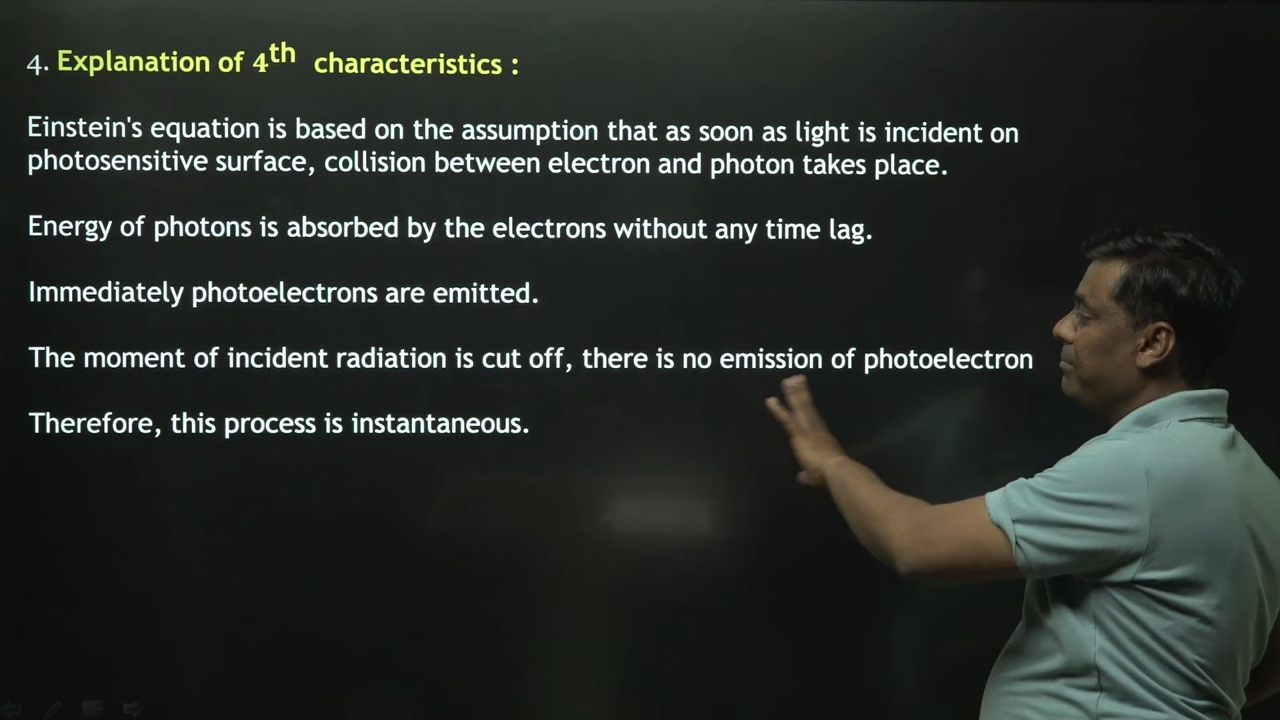 4. Explanation of 4th characteristics :
Einstein's equation is based on the assumption that as soon as light is incident on
photosensitive surface, collision between electron and photon takes place.
Energy of photons is absorbed by the electrons without any time lag.
Immediately photoelectrons are emitted.
The moment of incident radiation is cut off, there is no emission of photoelectron
Therefore, this process is instantaneous.